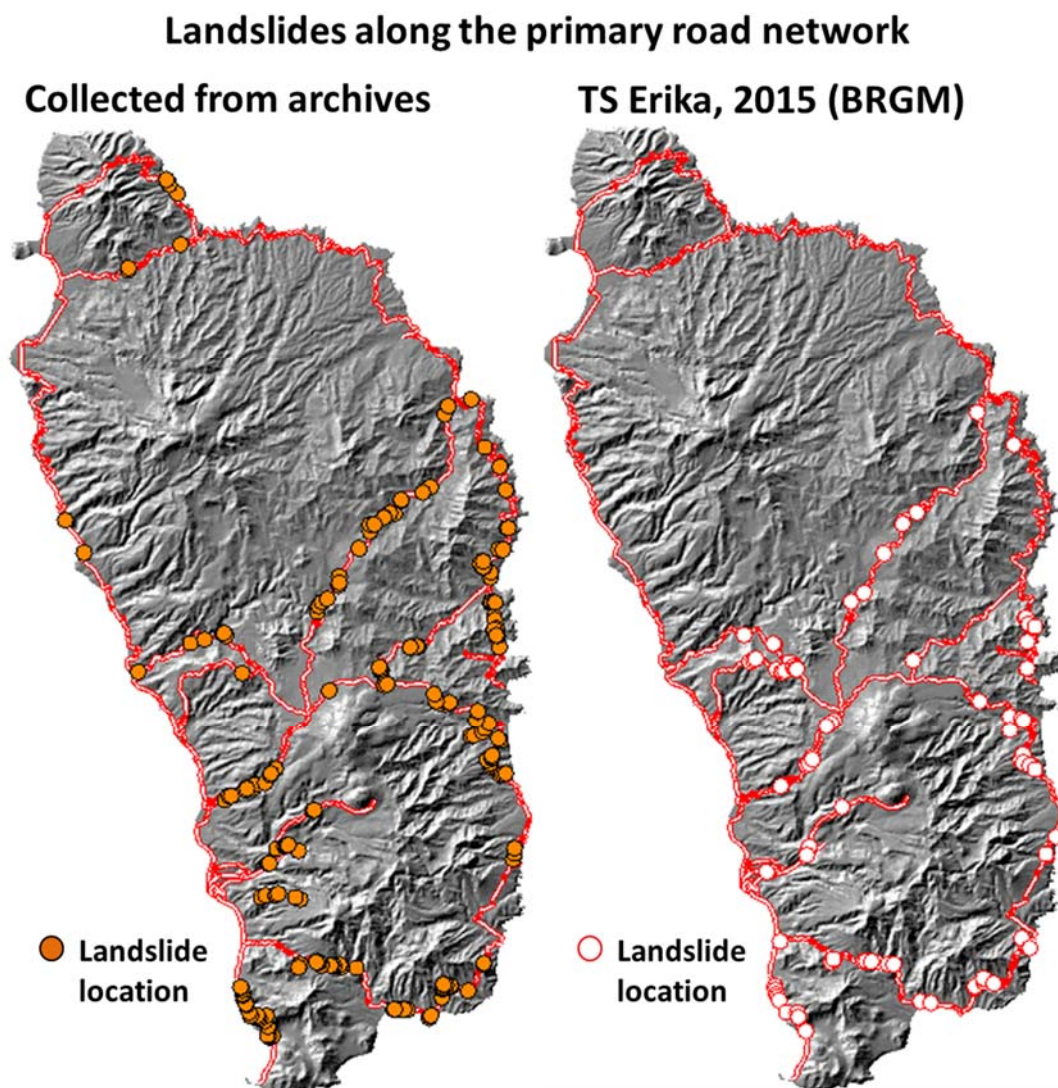 Landslides along the primary road network
Collected from archives
TS Erika, 2015 (BRGM)
Landslide
location
Landslide
location